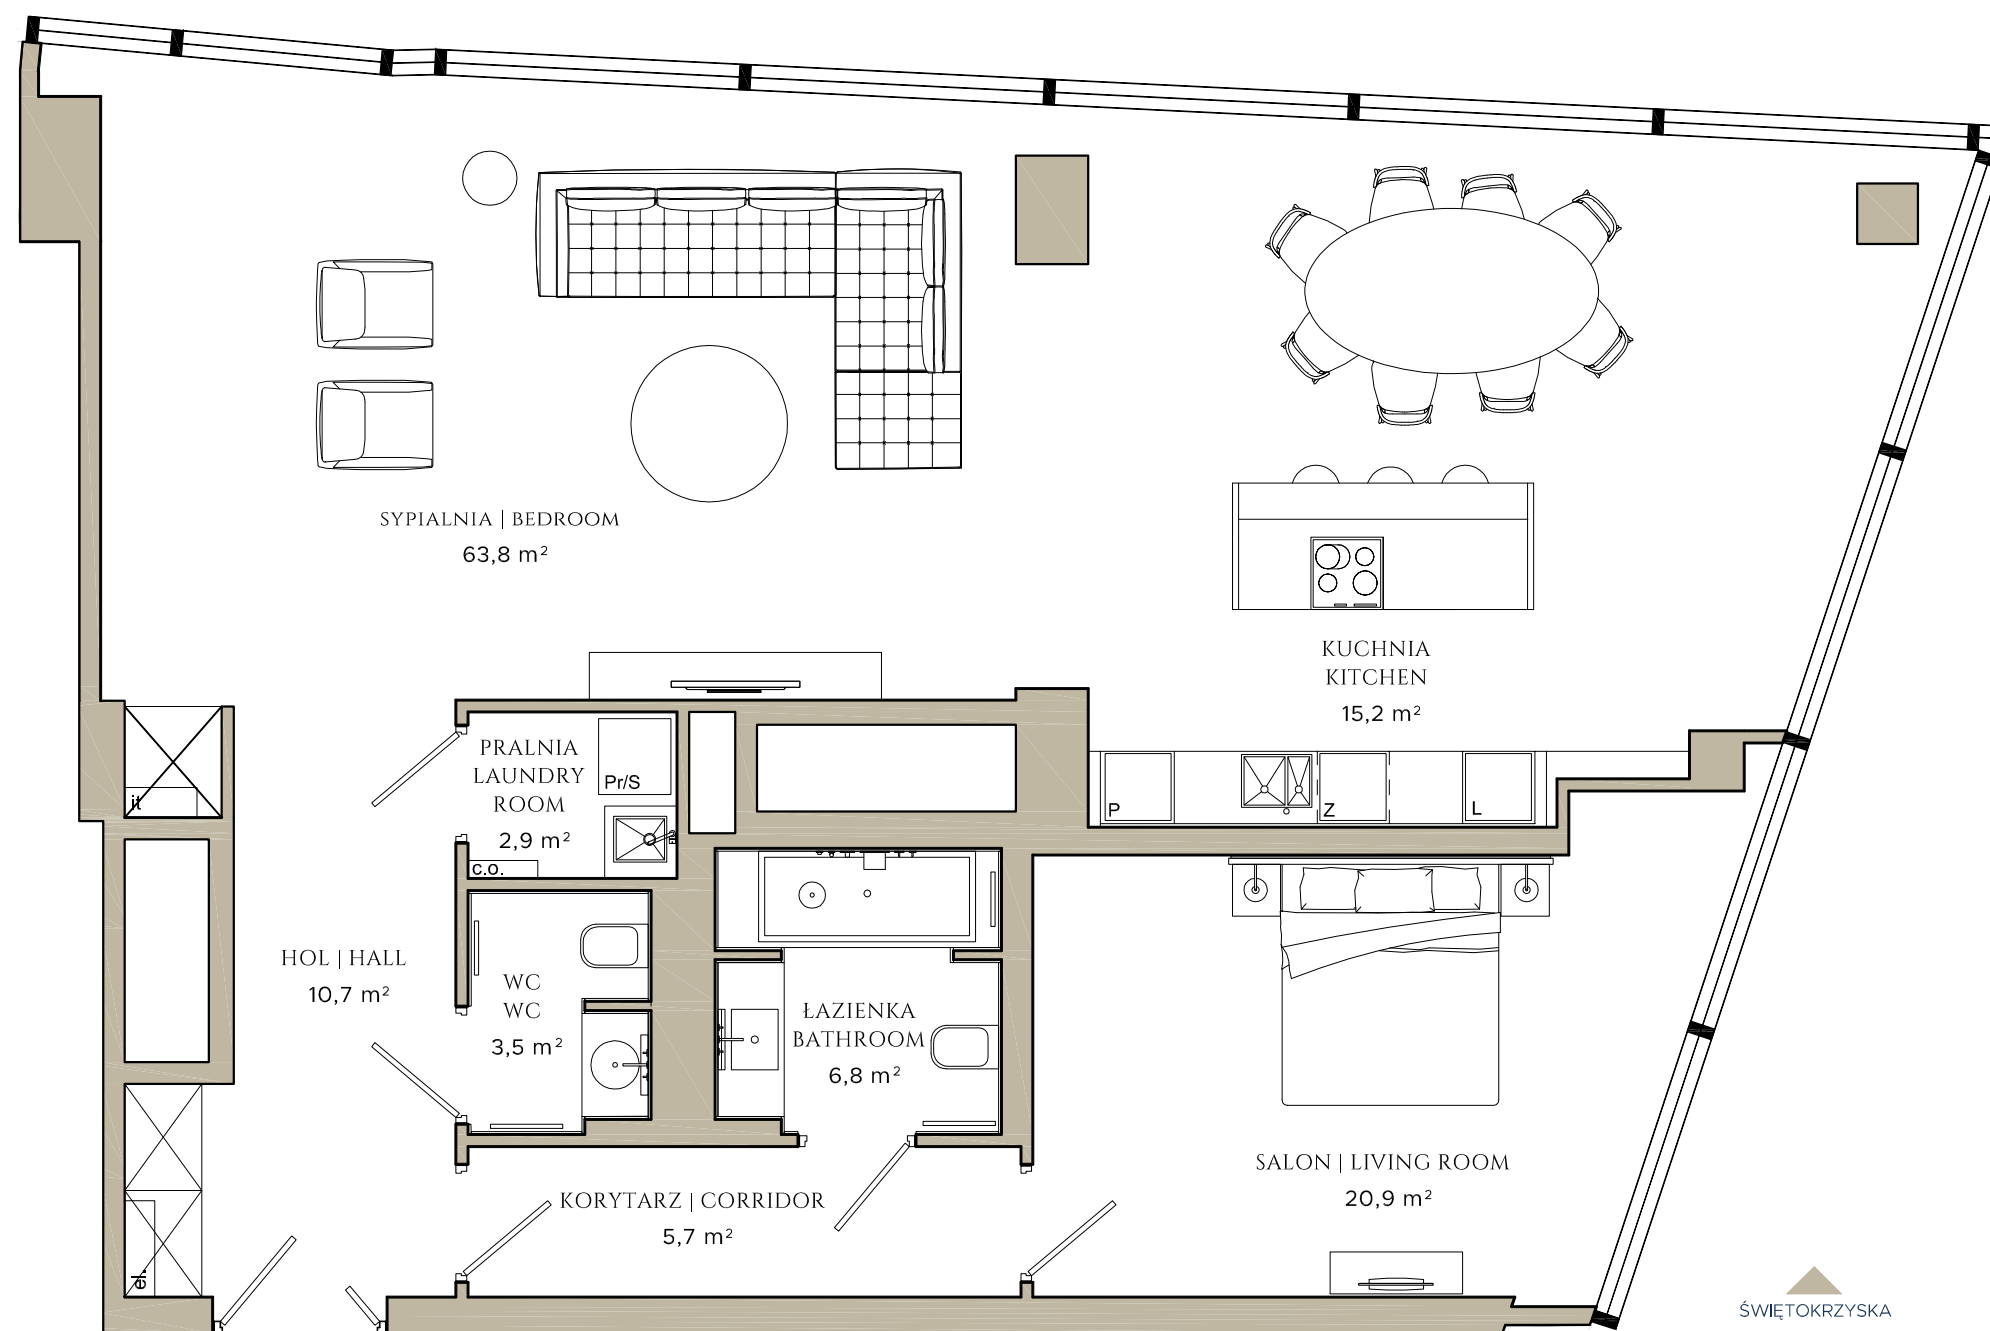 SYPIALNIA | BEDROOM
63,8 m²
KUCHNIA
KITCHEN
15,2 m²
PRALNIA
LAUNDRY
ROOM
2,9 m²
Pr/S
it
c.o.
P
Z
L
HOL | HALL
10,7 m²
WC
WC
3,5 m²
ŁAZIENKA
BATHROOM
6,8 m²
SALON | LIVING ROOM
20,9 m²
KORYTARZ | CORRIDOR
5,7 m²
el.
ŚWIĘTOKRZYSKA